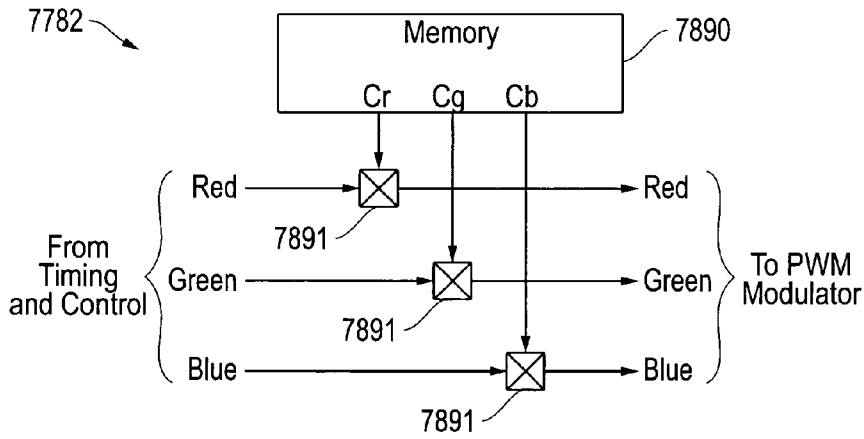 7782
Memory
7890
Cr Cg Cb
Red
Red
7891
From
Timing
and Control
Green
Green
To PWM
Modulator
7891
Blue
Blue
7891